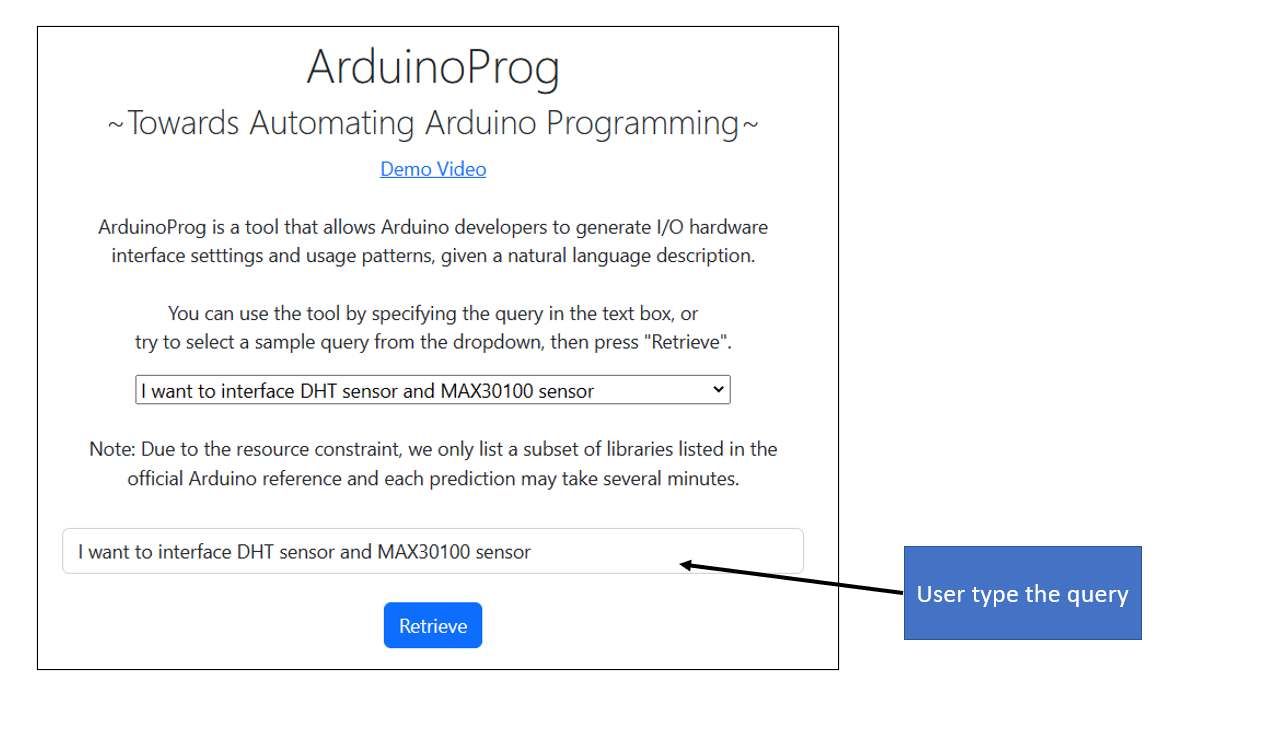 ArduinoProg
~Towards Automating Arduino Programming~
Demo Video
ArduinoProg is a tool that allows Arduino developers to generate I/O hardware
interface setttings and usage patterns, given a natural language description.
You can use the tool by specifying the query in the text box, or
try to select a sample query from the dropdown, then press "Retrieve".
I want to interface DHT sensor and MAX30100 sensor
Note: Due to the resource constraint, we only list a subset of libraries listed in the
official Arduino reference and each prediction may take several minutes.
I want to interface DHT sensor and MAX30100 sensor
User type the query
Retrieve